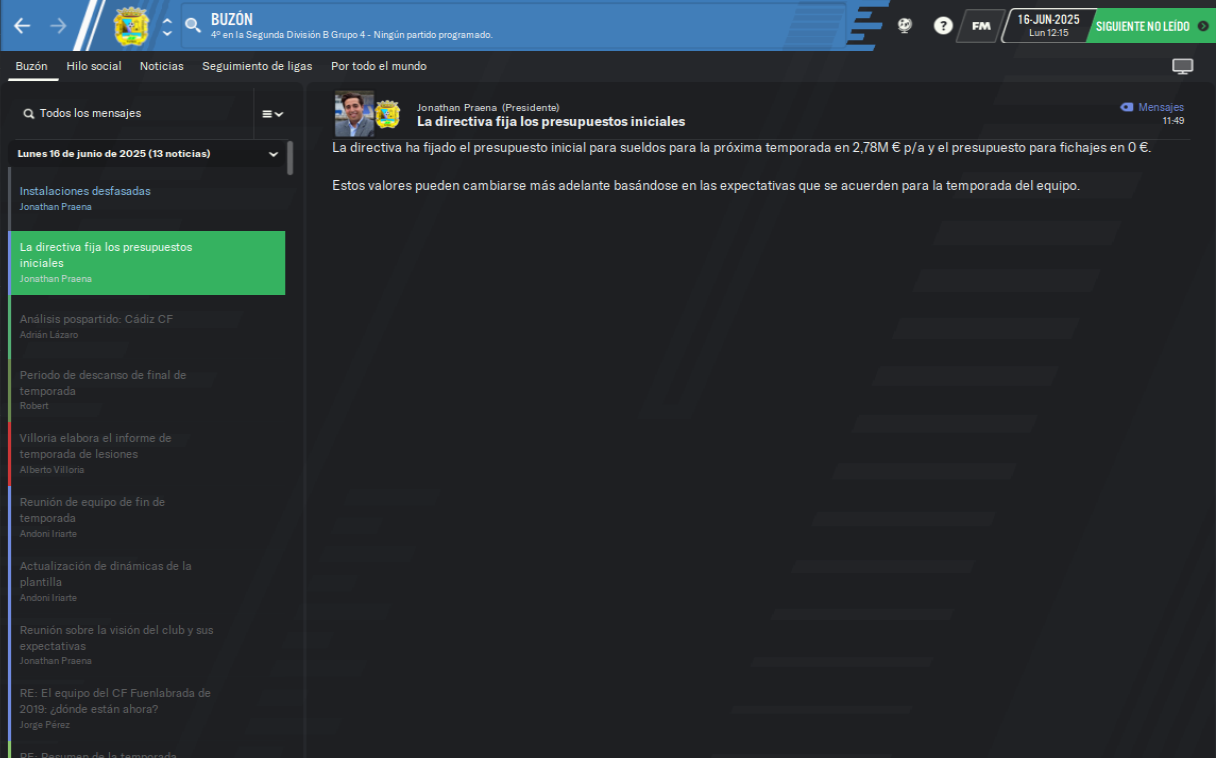 BUZÓN
4º en la Segunda División B Grupo 4 - Ningún partido programado.
?
FM
16-JUN-2025
Lun 12:15
SIGUIENTE NO LEÍDO
Buzón
Hilo social
Noticias
Seguimiento de ligas
Por todo el mundo
Todos los mensajes
Lunes 16 de junio de 2025 (13 noticias)
Instalaciones desfasadas
Jonathan Praena
La directiva fija los presupuestos
iniciales
Jonathan Praena
Análisis pospartido: Cádiz CF
Adrián Lázaro
Periodo de descanso de final de
temporada
Robert
Villoria elabora el informe de
temporada de lesiones
Alberto Villoria
Reunión de equipo de fin de
temporada
Andoni Iriarte
Actualización de dinámicas de la
plantilla
Andoni Iriarte
Reunión sobre la visión del club y sus
expectativas
Jonathan Praena
RE: El equipo del CF Fuenlabrada de
2019: ¿dónde están ahora?
Jorge Pérez
RE: Resumen de la temporada
Jonathan Praena (Presidente)
La directiva fija los presupuestos iniciales
Mensajes
11:49
La directiva ha fijado el presupuesto inicial para sueldos para la próxima temporada en 2,78M € p/a y el presupuesto para fichajes en 0 €.
Estos valores pueden cambiarse más adelante basándose en las expectativas que se acuerden para la temporada del equipo.